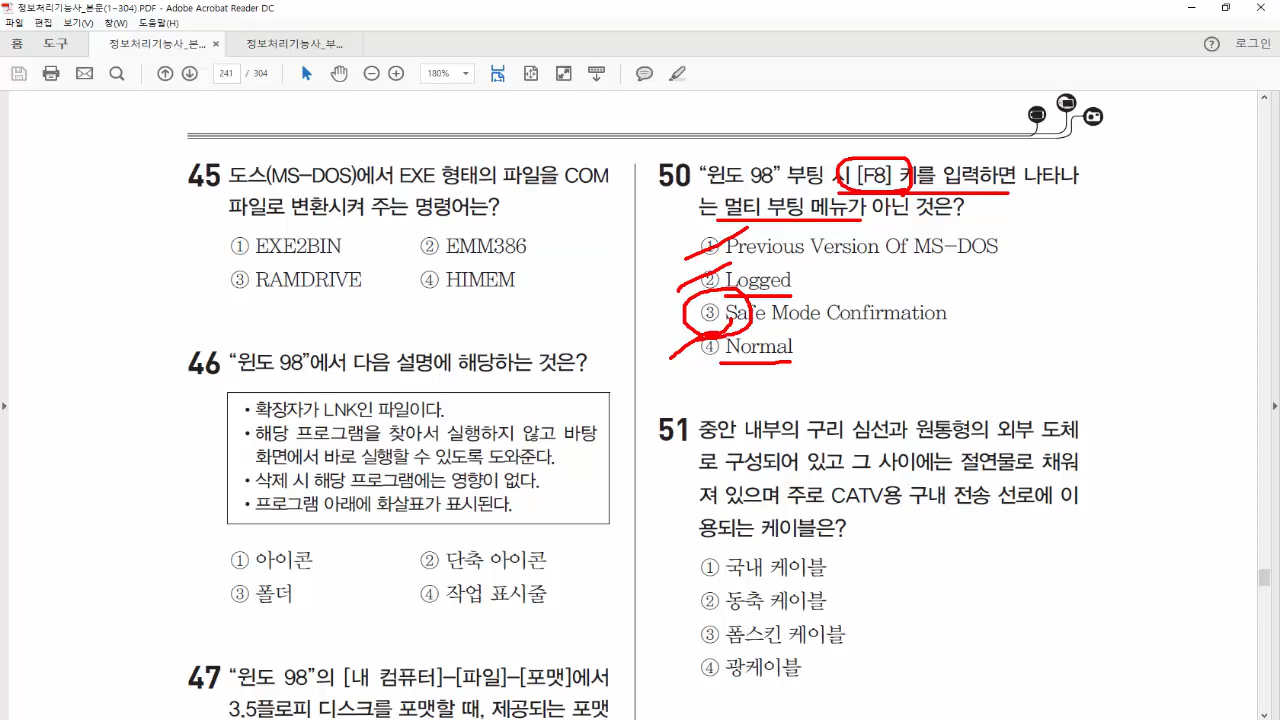 정보처리기능사_본문(1~304).PDF - Adobe Acrobat Reader DC
파일 편집 보기(V) 창(W) 도움말(H)
홈 도구 정보처리기능사_본... × 정보처리기능사_부... 로그인
241 / 304 180%
45 도스(MS-DOS)에서 EXE 형태의 파일을 COM
파일로 변환시켜 주는 명령어는?
① EXE2BIN ② EMM386
③ RAMDRIVE ④ HIMEM
46 “윈도 98”에서 다음 설명에 해당하는 것은?
• 확장자가 LNK인 파일이다.
• 해당 프로그램을 찾아서 실행하지 않고 바탕
화면에서 바로 실행할 수 있도록 도와준다.
• 삭제 시 해당 프로그램에는 영향이 없다.
• 프로그램 아래에 화살표가 표시된다.
① 아이콘 ② 단축 아이콘
③ 폴더 ④ 작업 표시줄
47 “윈도 98”의 [내 컴퓨터]-[파일]-[포맷]에서
3.5플로피 디스크를 포맷할 때, 제공되는 포맷
50 “윈도 98” 부팅 시 [F8] 키를 입력하면 나타나
는 멀티 부팅 메뉴가 아닌 것은?
① Previous Version Of MS-DOS
② Logged
③ Safe Mode Confirmation
④ Normal
51 중안 내부의 구리 심선과 원통형의 외부 도체
로 구성되어 있고 그 사이에는 절연물로 채워
져 있으며 주로 CATV용 구내 전송 선로에 이
용되는 케이블은?
① 국내 케이블
② 동축 케이블
③ 폼스킨 케이블
④ 광케이블